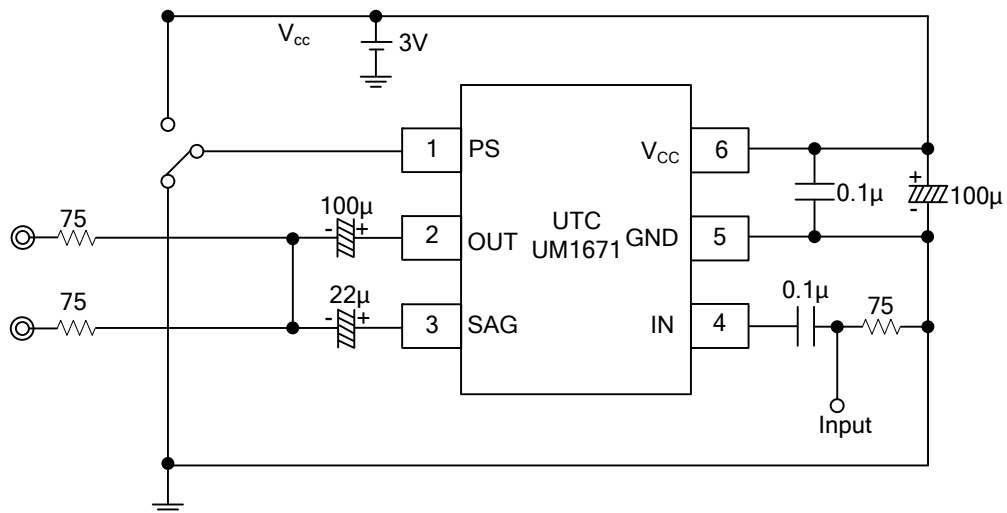 Vcc
3V
1
PS
Vcc
6
0.1μ
+
-
100μ
75
100μ
-
+
2
OUT
UTC
UM1671
GND
5
75
22μ
-
+
3
SAG
IN
4
0.1μ
75
Input